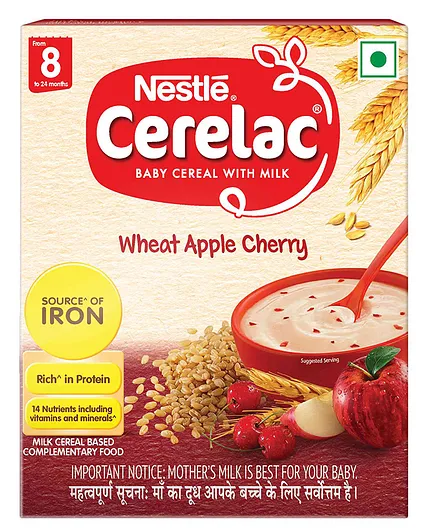 From
8
to 24 months
Nestlé®
Cerelac®
BABY CEREAL WITH MILK
Wheat Apple Cherry
SOURCE^ OF
IRON
Rich^ in Protein
14 Nutrients including
vitamins and minerals^
MILK CEREAL BASED
COMPLEMENTARY FOOD
Suggested Serving
IMPORTANT NOTICE: MOTHER'S MILK IS BEST FOR YOUR BABY.
महत्वपूर्ण सूचनाः माँ का दूध आपके बच्चे के लिए सर्वोत्तम है।